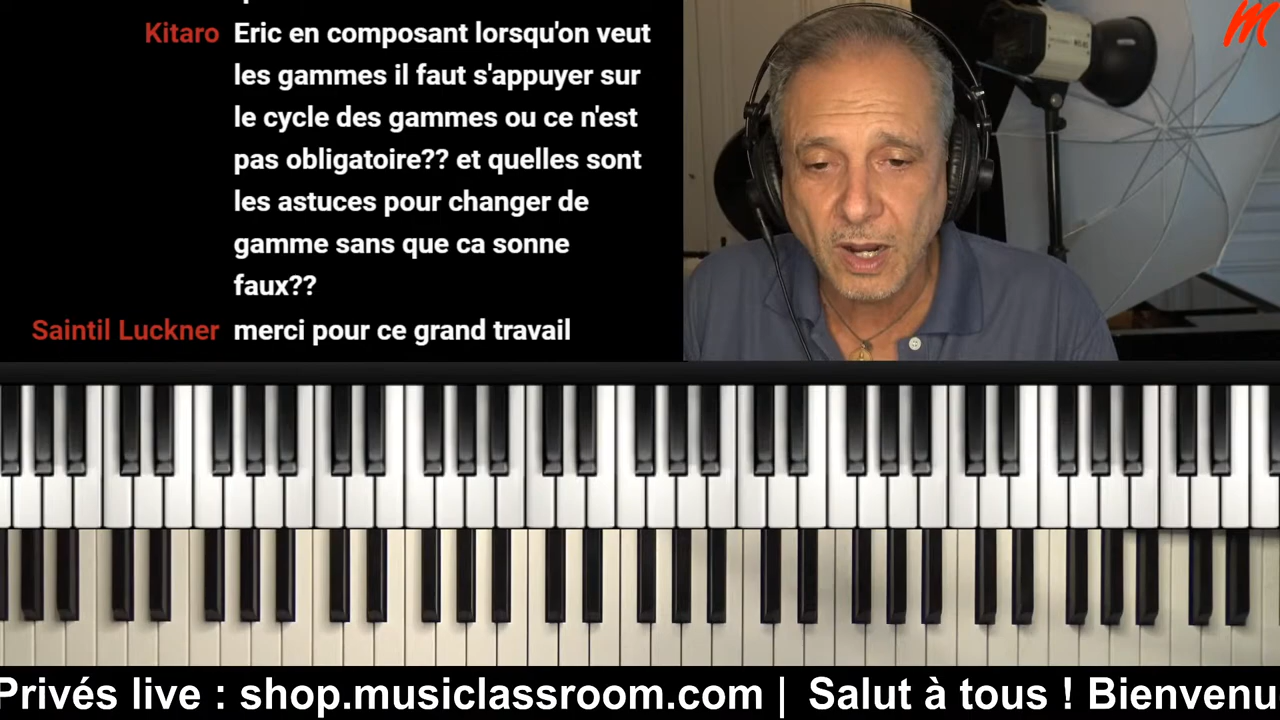 Kitaro Eric en composant lorsqu'on veut
les gammes il faut s'appuyer sur
le cycle des gammes ou ce n'est
pas obligatoire?? et quelles sont
les astuces pour changer de
gamme sans que ca sonne
faux??
Saintil Luckner merci pour ce grand travail
Privés live : shop.musiclassroom.com | Salut à tous ! Bienvenu